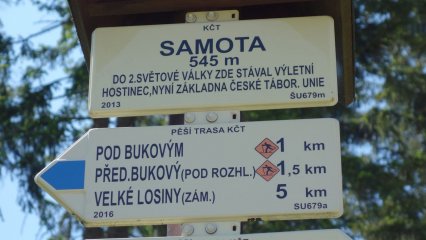 KČT
SAMOTA
545 m
DO 2.SVĚTOVÉ VÁLKY ZDE STÁVAL VÝLETNÍ
HOSTINEC,NYNÍ ZÁKLADNA ČESKÉ TÁBOR. UNIE
2013 ŠU679m
PĚŠÍ TRASA KČT
POD BUKOVÝM 1 km
PŘED.BUKOVÝ(POD ROZHL.) 1,5 km
VELKÉ LOSINY(ZÁM.) 5 km
2016 SU679a